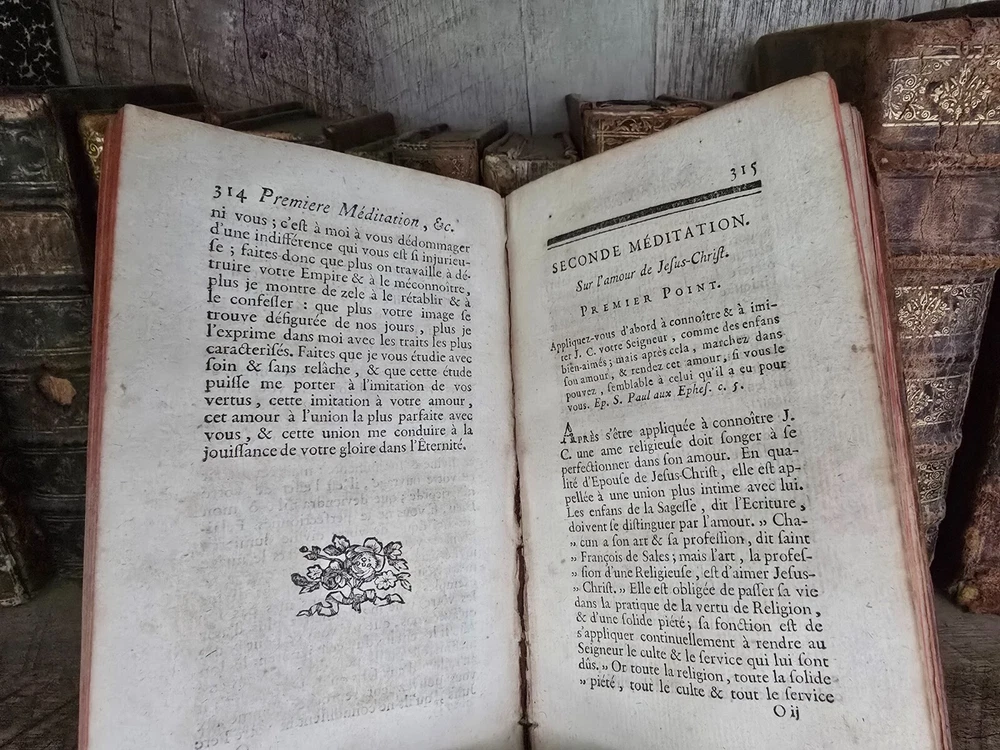 314 Premiere Méditation, &c.
ni vous ; c'eſt à moi à vous dédommager
d'une indifférence qui vous eſt ſi injurieu-
ſe ; faites donc que plus on travaille à dé-
truire votre Empire & à le méconnoître,
plus je montre de zele à le rétablir & à
le confeſſer : que plus votre image ſe
trouve défigurée de nos jours, plus je
l'exprime dans moi avec les traits les plus
caractériſés. Faites que je vous étudie avec
ſoin & ſans relâche, & que cette étude
puiſſe me porter à l'imitation de vos
vertus, cette imitation à votre amour,
cet amour à l'union la plus parfaite avec
vous, & cette union me conduire à la
jouiſſance de votre gloire dans l'Éternité.
315
SECONDE MÉDITATION.
Sur l'amour de Jeſus-Chriſt.
PREMIER POINT.
Appliquez-vous d'abord à connoître & à imi-
ter J. C. votre Seigneur, comme des enfans
bien-aimés ; mais après cela, marchez dans
ſon amour, & rendez cet amour, ſi vous le
pouvez, ſemblable à celui qu'il a eu pour
vous. Ep. S. Paul aux Epheſ. c. 5.
APRÈS s'être appliquée à connoître J.
C. une ame religieuſe doit ſonger à ſe
perfectionner dans ſon amour. En qua-
lité d'Epouſe de Jeſus-Chriſt, elle eſt ap-
pellée à une union plus intime avec lui.
Les enfans de la Sageſſe, dit l'Ecriture,
doivent ſe diſtinguer par l'amour. » Cha-
» cun a ſon art & ſa profeſſion, dit ſaint
» François de Sales ; mais l'art, la profeſ-
» ſion d'une Religieuſe, eſt d'aimer Jeſus-
» Chriſt. » Elle eſt obligée de paſſer ſa vie
dans la pratique de la vertu de Religion,
& d'une ſolide piété ; ſa fonction eſt de
s'appliquer continuellement à rendre au
Seigneur le culte & le ſervice qui lui ſont
dûs. » Or toute la religion, toute la ſolide
» piété, tout le culte & tout le ſervice
O ij